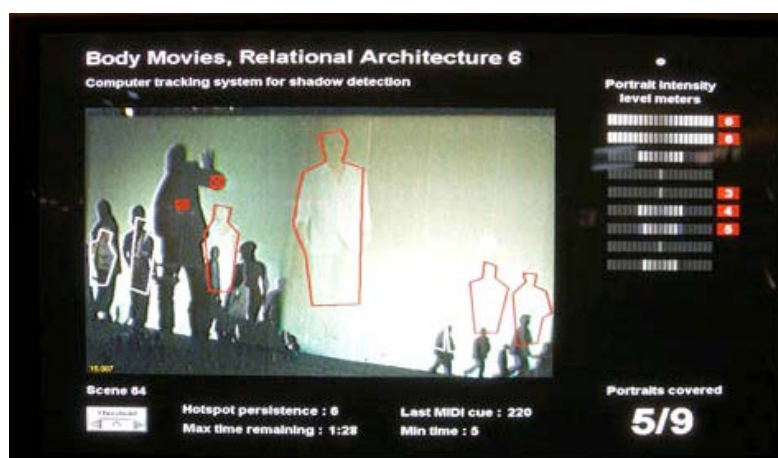 Body Movies, Relational Architecture 6
Computer tracking system for shadow detection
Portrait intensity
level meters
3
4
5
Scene 64
Threshold
Hotspot persistence : 6
Max time remaining : 1:28
Last MIDI cue : 220
Min time : 5
Portraits covered
5/9